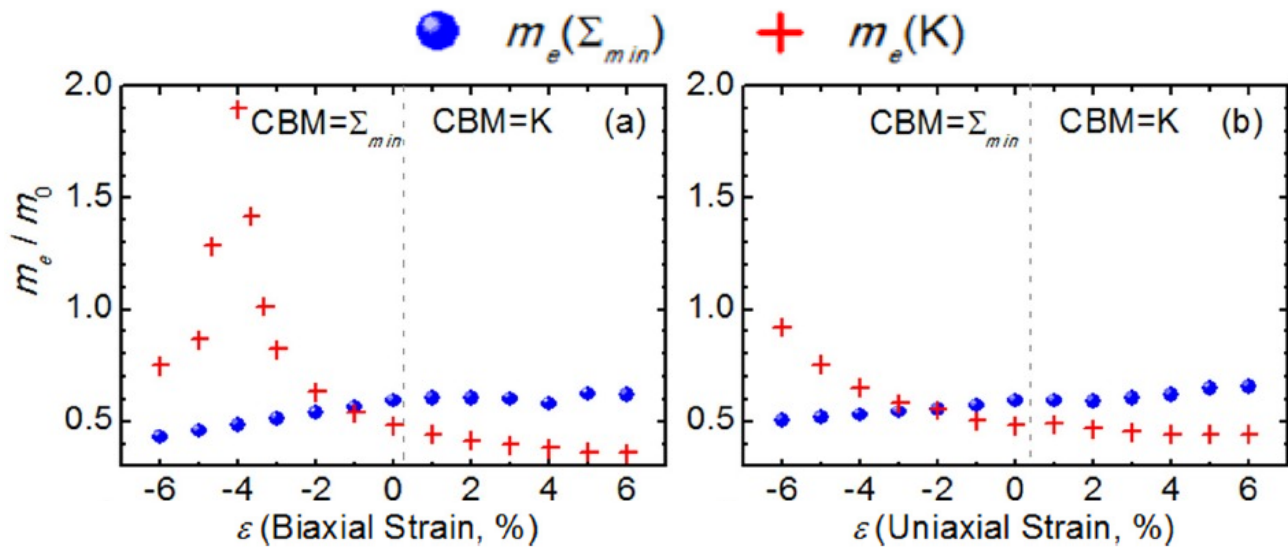 mₑ(Σₘᵢₙ) mₑ(K)
2.0 CBM=Σₘᵢₙ CBM=K (a)
1.5
1.0
0.5
mₑ / m₀
-6 -4 -2 0 2 4 6
ε (Biaxial Strain, %)
2.0 CBM=Σₘᵢₙ CBM=K (b)
1.5
1.0
0.5
-6 -4 -2 0 2 4 6
ε (Uniaxial Strain, %)